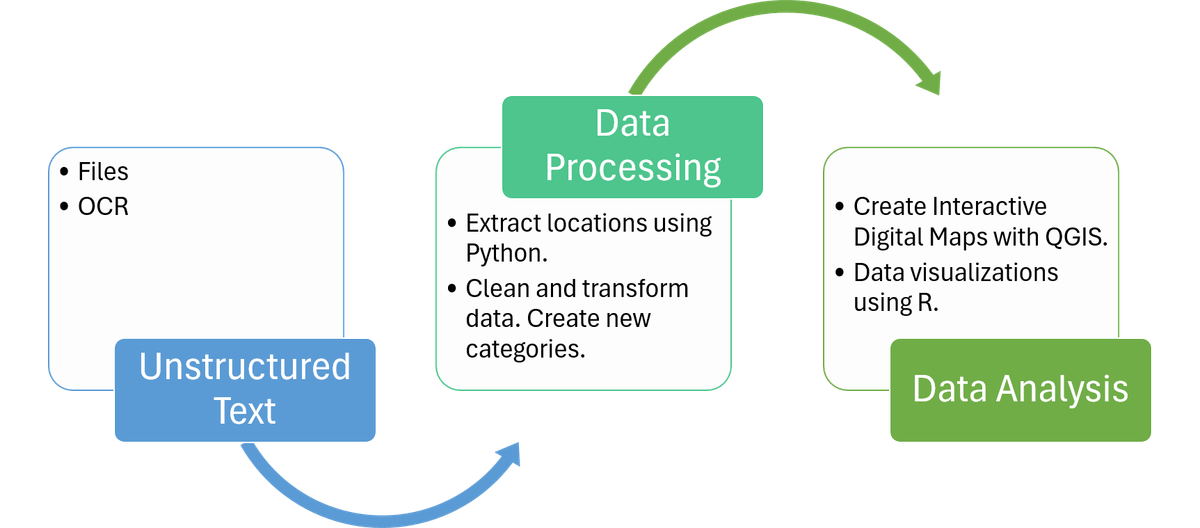 • Files
• OCR
Unstructured
Text
Data
Processing
• Extract locations using
Python.
• Clean and transform
data. Create new
categories.
• Create Interactive
Digital Maps with QGIS.
• Data visualizations
using R.
Data Analysis